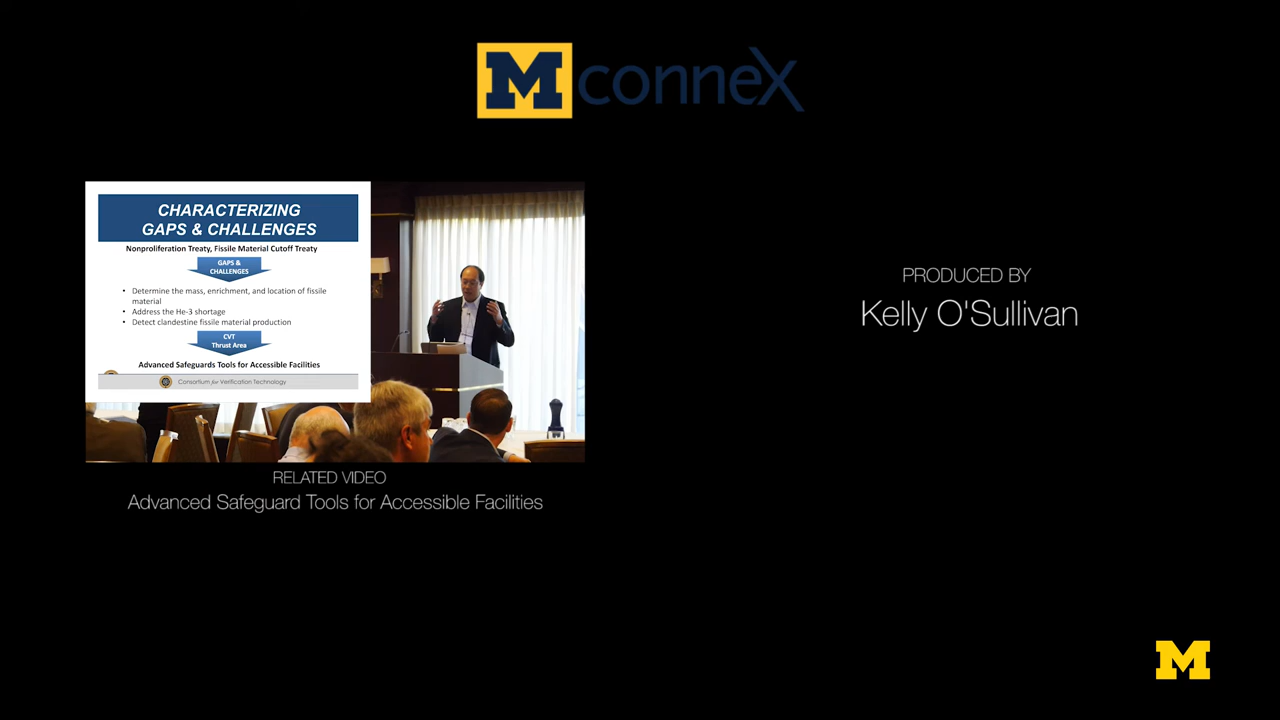 M conneX
CHARACTERIZING
GAPS & CHALLENGES
Nonproliferation Treaty, Fissile Material Cutoff Treaty
GAPS &
CHALLENGES
• Determine the mass, enrichment, and location of fissile
material
• Address the He-3 shortage
• Detect clandestine fissile material production
CVT
Thrust Area
Advanced Safeguards Tools for Accessible Facilities
Consortium for Verification Technology
RELATED VIDEO
Advanced Safeguard Tools for Accessible Facilities
PRODUCED BY
Kelly O'Sullivan
M